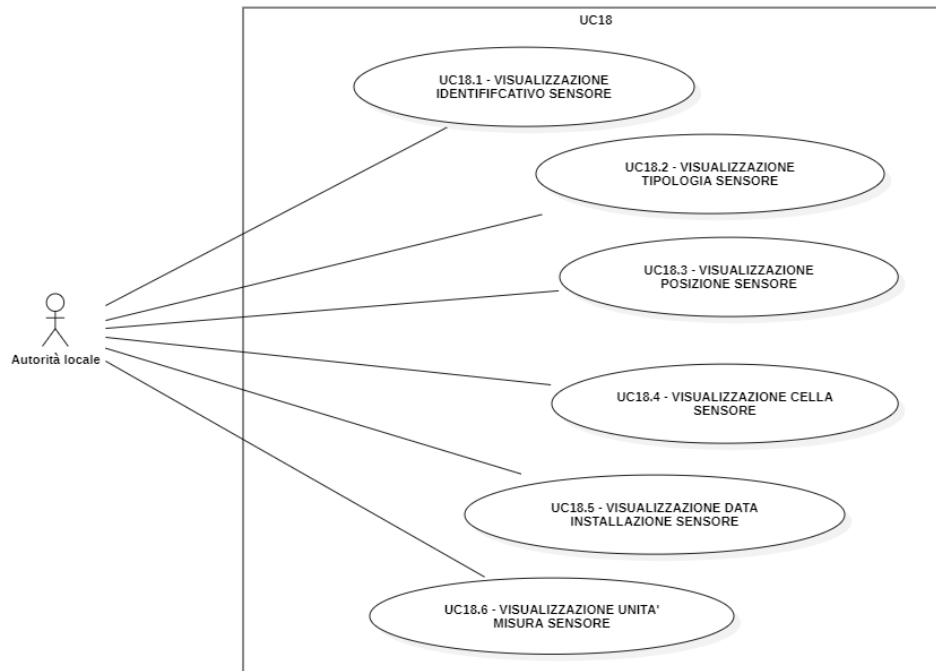 UC18
UC18.1 - VISUALIZZAZIONE
IDENTIFIFCATIVO SENSORE
UC18.2 - VISUALIZZAZIONE
TIPOLOGIA SENSORE
UC18.3 - VISUALIZZAZIONE
POSIZIONE SENSORE
Autorità locale
UC18.4 - VISUALIZZAZIONE CELLA
SENSORE
UC18.5 - VISUALIZZAZIONE DATA
INSTALLAZIONE SENSORE
UC18.6 - VISUALIZZAZIONE UNITA'
MISURA SENSORE